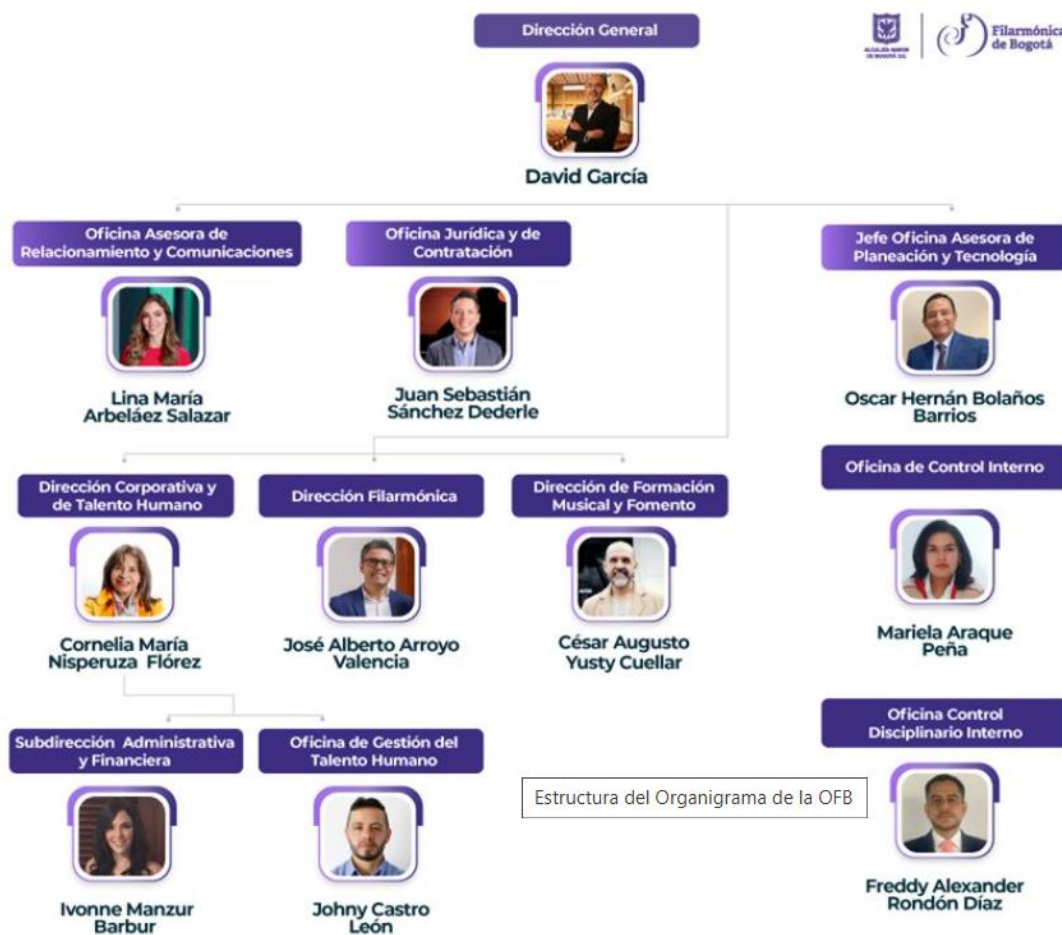 Dirección General
ALCALDÍA MAYOR
DE BOGOTÁ D.C.
Filarmónica
de Bogotá
David García
Oficina Asesora de
Relacionamiento y Comunicaciones
Oficina Jurídica y de
Contratación
Jefe Oficina Asesora de
Planeación y Tecnología
Lina María
Arbeláez Salazar
Juan Sebastián
Sánchez Dederle
Oscar Hernán Bolaños
Barrios
Dirección Corporativa y
de Talento Humano
Dirección Filarmónica
Dirección de Formación
Musical y Fomento
Oficina de Control Interno
Cornelia María
Nisperuza Flórez
José Alberto Arroyo
Valencia
César Augusto
Yusty Cuellar
Mariela Araque
Peña
Subdirección Administrativa
y Financiera
Oficina de Gestión del
Talento Humano
Oficina Control
Disciplinario Interno
Estructura del Organigrama de la OFB
Ivonne Manzur
Barbur
Johny Castro
León
Freddy Alexander
Rondón Díaz